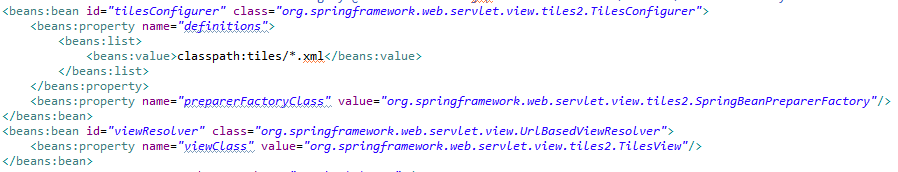 <beans:bean id="tilesConfigurer" class="org.springframework.web.servlet.view.tiles2.TilesConfigurer">
<beans:property name="definitions">
<beans:list>
<beans:value>classpath:tiles/*.xml</beans:value>
</beans:list>
</beans:property>
<beans:property name="preparerFactoryClass" value="org.springframework.web.servlet.view.tiles2.SpringBeanPreparerFactory"/>
</beans:bean>
<beans:bean id="viewResolver" class="org.springframework.web.servlet.view.UrlBasedViewResolver">
<beans:property name="viewClass" value="org.springframework.web.servlet.view.tiles2.TilesView"/>
</beans:bean>